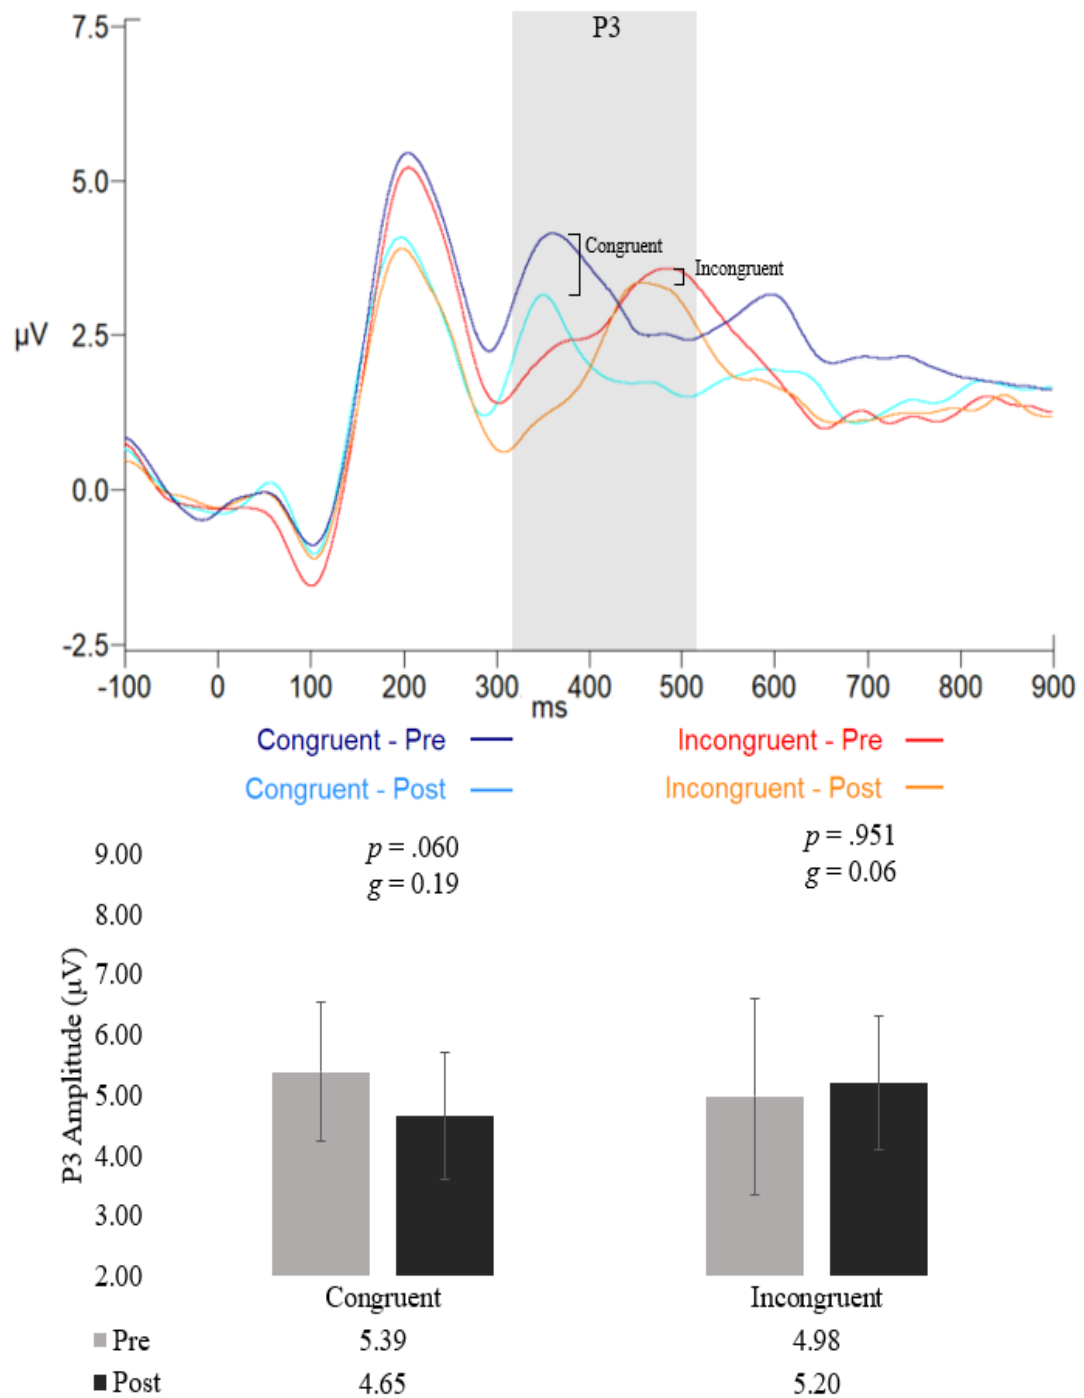 P3
7.5
5.0
2.5
0.0
-2.5
µV
Congruent
Incongruent
-100 0 100 200 300 400 500 600 700 800 900
ms
Congruent - Pre Incongruent - Pre
Congruent - Post Incongruent - Post
p = .060 p = .951
g = 0.19 g = 0.06
P3 Amplitude (µV)
9.00
8.00
7.00
6.00
5.00
4.00
3.00
2.00
Congruent Incongruent
Pre 5.39 4.98
Post 4.65 5.20